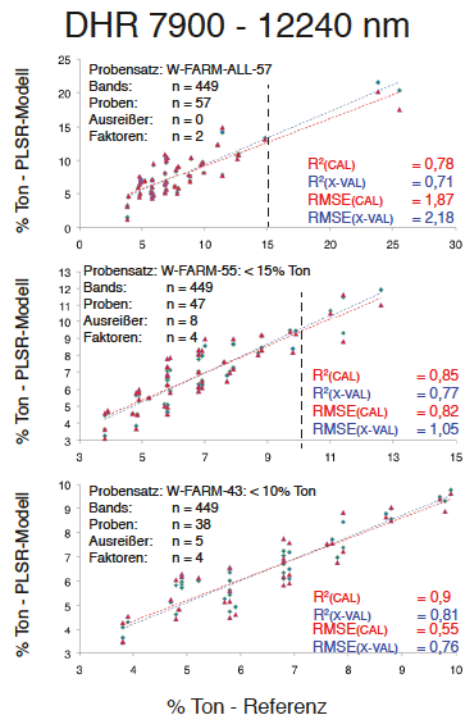 DHR 7900 - 12240 nm
% Ton - PLSR-Modell
25
20
15
10
5
0
Probensatz: W-FARM-ALL-57
Bands: n = 449
Proben: n = 57
Ausreißer: n = 0
Faktoren: n = 2
R²(CAL) = 0,78
R²(X-VAL) = 0,71
RMSE(CAL) = 1,87
RMSE(X-VAL) = 2,18
0 5 10 15 20 25 30
% Ton - PLSR-Modell
13
12
11
10
9
8
7
6
5
4
3
Probensatz: W-FARM-55: < 15% Ton
Bands: n = 449
Proben: n = 47
Ausreißer: n = 8
Faktoren: n = 4
R²(CAL) = 0,85
R²(X-VAL) = 0,77
RMSE(CAL) = 0,82
RMSE(X-VAL) = 1,05
3 5 7 9 11 13 15
% Ton - PLSR-Modell
10
9
8
7
6
5
4
3
Probensatz: W-FARM-43: < 10% Ton
Bands: n = 449
Proben: n = 38
Ausreißer: n = 5
Faktoren: n = 4
R²(CAL) = 0,9
R²(X-VAL) = 0,81
RMSE(CAL) = 0,55
RMSE(X-VAL) = 0,76
3 4 5 6 7 8 9 10
% Ton - Referenz